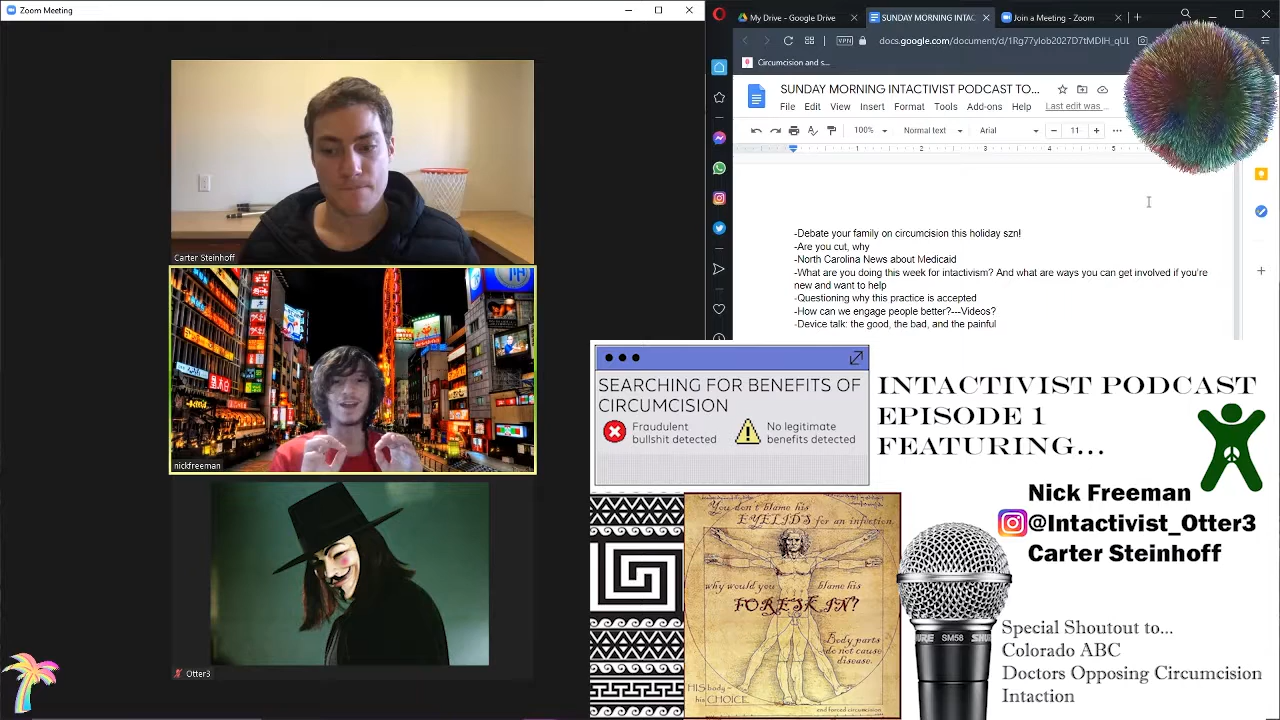 Zoom Meeting
Carter Steinhoff
nickfreeman
Otter3
My Drive - Google Drive
SUNDAY MORNING INTAC
Join a Meeting - Zoom
VPN
docs.google.com/document/d/1Rg77ylob2027D7tMDlH_qUL
Circumcision and s...
SUNDAY MORNING INTACTIVIST PODCAST TO...
File Edit View Insert Format Tools Add-ons Help Last edit was ...
100% Normal text Arial 11
1 2 3 4 5
-Debate your family on circumcision this holiday szn!
-Are you cut, why
-North Carolina News about Medicaid
-What are you doing this week for intactivism? And what are ways you can get involved if you're
new and want to help
-Questioning why this practice is accepted
-How can we engage people better---Videos?
-Device talk: the good, the bad, and the painful
SEARCHING FOR BENEFITS OF
CIRCUMCISION
Fraudulent
bullshit detected
No legitimate
benefits detected
INTACTIVIST PODCAST
EPISODE 1
FEATURING...
Nick Freeman
@Intactivist_Otter3
Carter Steinhoff
You don't blame his
EYELIDS for an infection,
why would you blame his
FORESKIN?
Body parts
do not cause
disease.
HIS body =
his CHOICE
end forced circumcision
SHURE SM58
Special Shoutout to...
Colorado ABC
Doctors Opposing Circumcision
Intaction